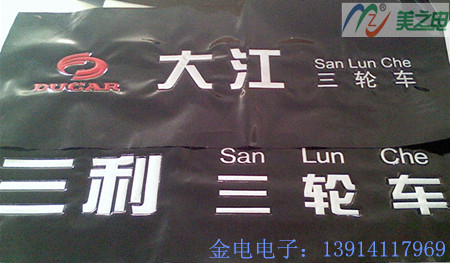 美之电
DUCAR 大江 San Lun Che
三轮车
San Lun Che
三利 三轮车
金电电子：13914117969